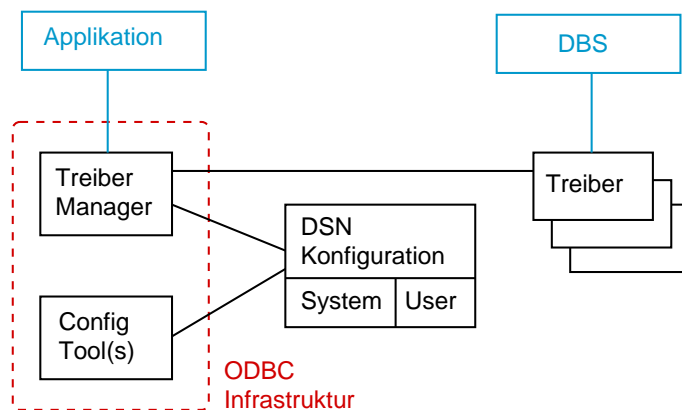 Applikation
DBS
Treiber
Manager
Treiber
DSN
Konfiguration
System
User
Config
Tool(s)
ODBC
Infrastruktur